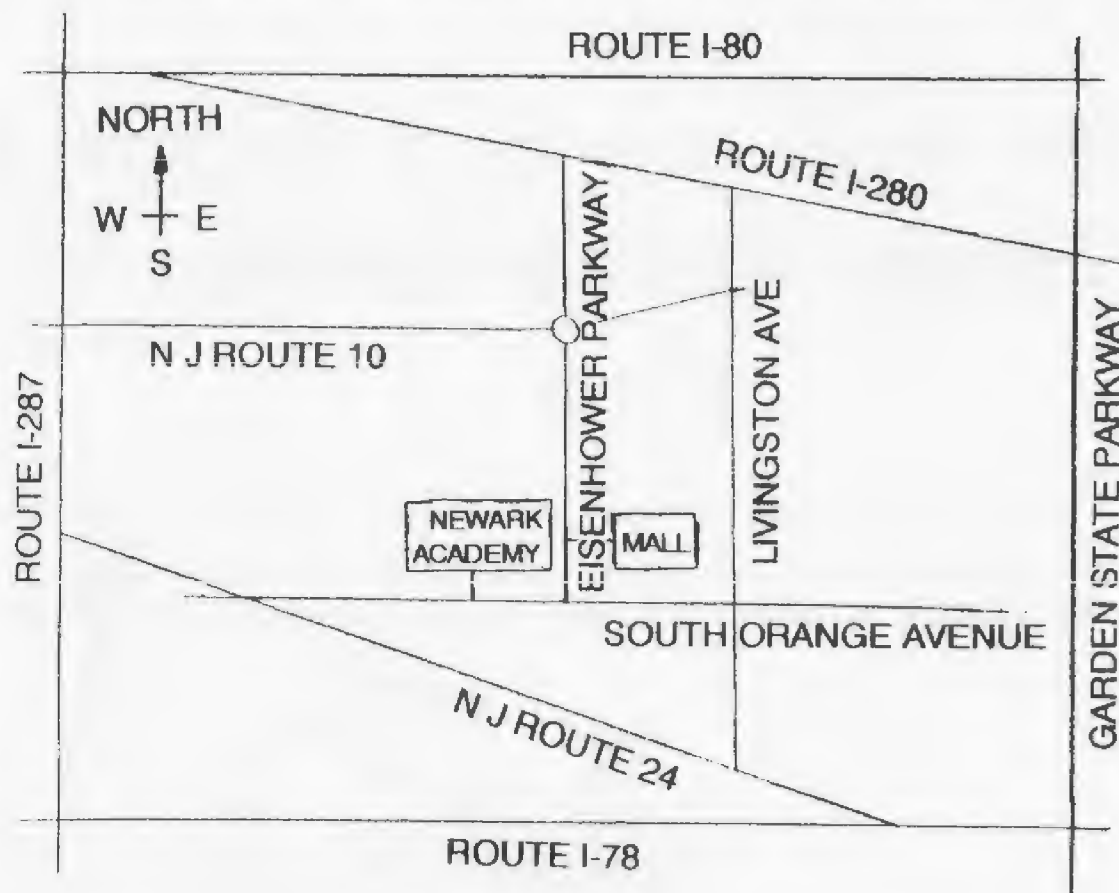 ROUTE I-80
NORTH
W E
S
ROUTE I-280
N J ROUTE 10
EISENHOWER PARKWAY
LIVINGSTON AVE
ROUTE I-287
GARDEN STATE PARKWAY
NEWARK
ACADEMY
MALL
SOUTH ORANGE AVENUE
N J ROUTE 24
ROUTE I-78